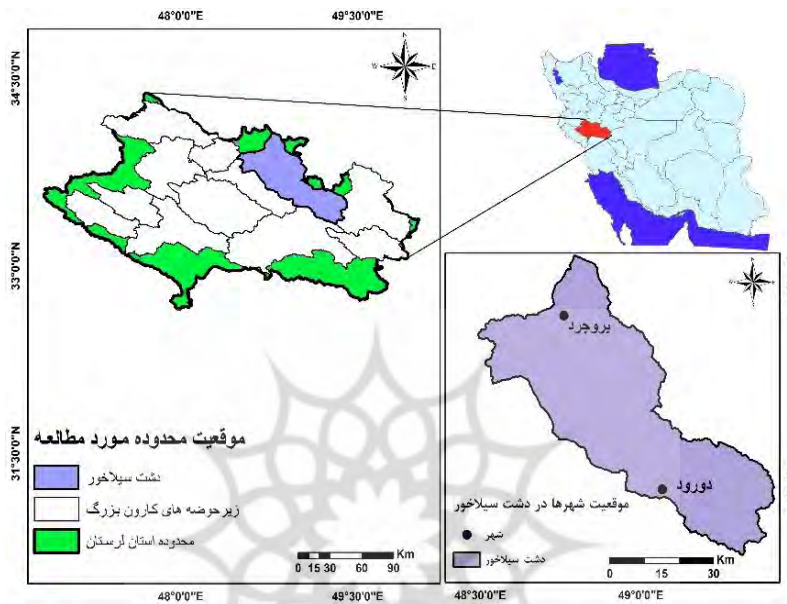 48°0'0"E
49°30'0"E
34°30'0"N
33°0'0"N
31°30'0"N
N
W
E
S
موقعیت محدوده مورد مطالعه
دشت سیلاخور
زیرحوضه های کارون بزرگ
محدوده استان لرستان
Km
0 15 30 60 90
48°0'0"E
49°30'0"E
بروجرد
دورود
موقعیت شهرها در دشت سیلاخور
شهر
دشت سیلاخور
Km
0 15 30
48°30'0"E
49°0'0"E